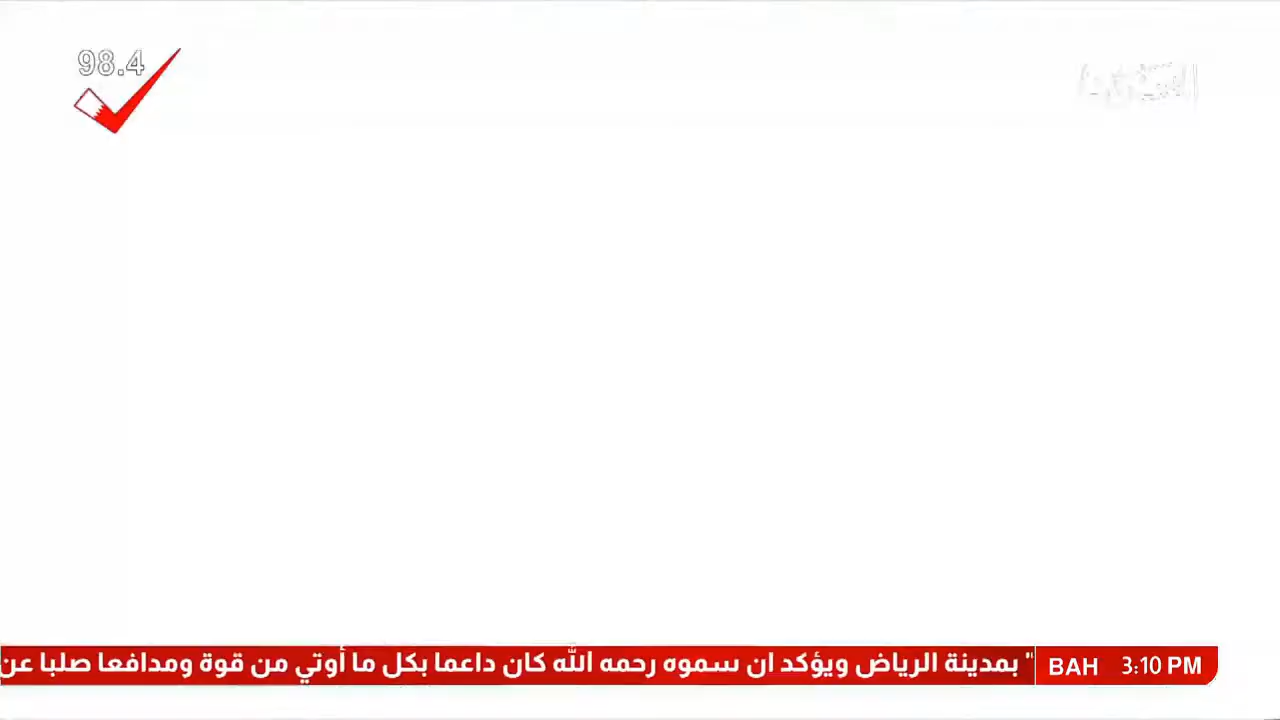 98.4
" بمدينة الرياض ويؤكد ان سموه رحمه الله كان داعما بكل ما أوتي من قوة ومدافعا صلبا عن
BAH 3:10 PM